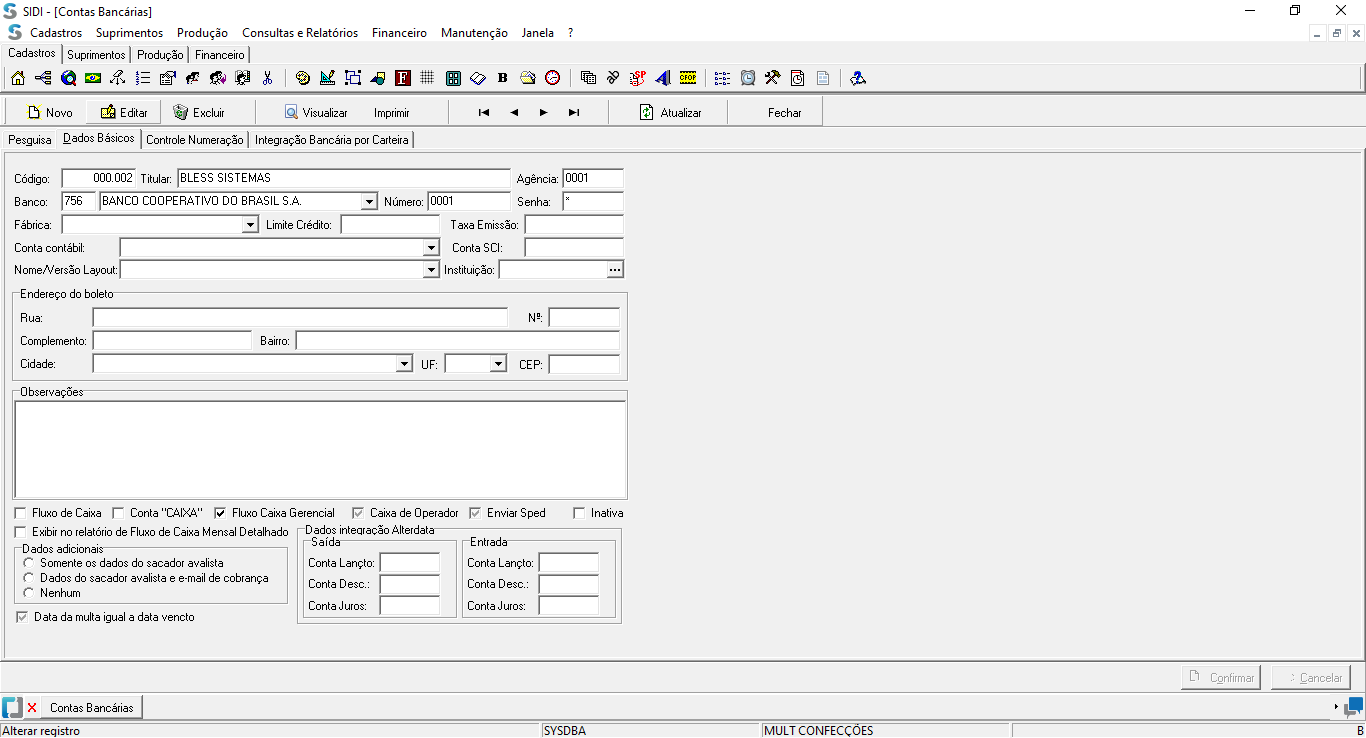 SIDI - [Contas Bancárias]
Cadastros Suprimentos Produção Consultas e Relatórios Financeiro Manutenção Janela ?
Cadastros Suprimentos Produção Financeiro
F B SP CFOP
Novo Editar Excluir Visualizar Imprimir Atualizar Fechar
Pesquisa Dados Básicos Controle Numeração Integração Bancária por Carteira
Código: 000.002 Titular: BLESS SISTEMAS Agência: 0001
Banco: 756 BANCO COOPERATIVO DO BRASIL S.A. Número: 0001 Senha: *
Fábrica: Limite Crédito: Taxa Emissão:
Conta contábil: Conta SCI:
Nome/Versão Layout: Instituição: ...
Endereço do boleto
Rua: Nº:
Complemento: Bairro:
Cidade: UF: CEP:
Observações
Fluxo de Caixa Conta "CAIXA" Fluxo Caixa Gerencial Caixa de Operador Enviar Sped Inativa
Exibir no relatório de Fluxo de Caixa Mensal Detalhado
Dados adicionais
Somente os dados do sacador avalista
Dados do sacador avalista e e-mail de cobrança
Nenhum
Data da multa igual a data vencto
Dados integração Alterdata
Saída Entrada
Conta Lançto: Conta Lançto:
Conta Desc.: Conta Desc.:
Conta Juros: Conta Juros:
Confirmar Cancelar
Contas Bancárias
Alterar registro SYSDBA MULT CONFECÇÕES B